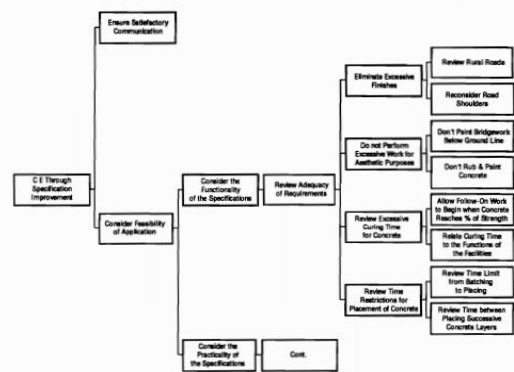 Ensure Satisfactory
Communication
C E Through
Specification
Improvement
Consider Feasibility
of Application
Consider the
Functionality
of the Specifications
Review Adequacy
of Requirements
Eliminate Excessive
Finishes
Review Rural Roads
Reconsider Road
Shoulders
Do not Perform
Excessive Work for
Aesthetic Purposes
Don't Paint Bridgework
Below Ground Line
Don't Rub & Paint
Concrete
Review Excessive
Curing Time
for Concrete
Allow Follow-On Work
to Begin when Concrete
Reaches % of Strength
Relate Curing Time
to the Functions of
the Facilities
Review Time
Restrictions for
Placement of Concrete
Review Time Limit
from Batching
to Placing
Review Time between
Placing Successive
Concrete Layers
Consider the
Practicality of
the Specifications
Cont.